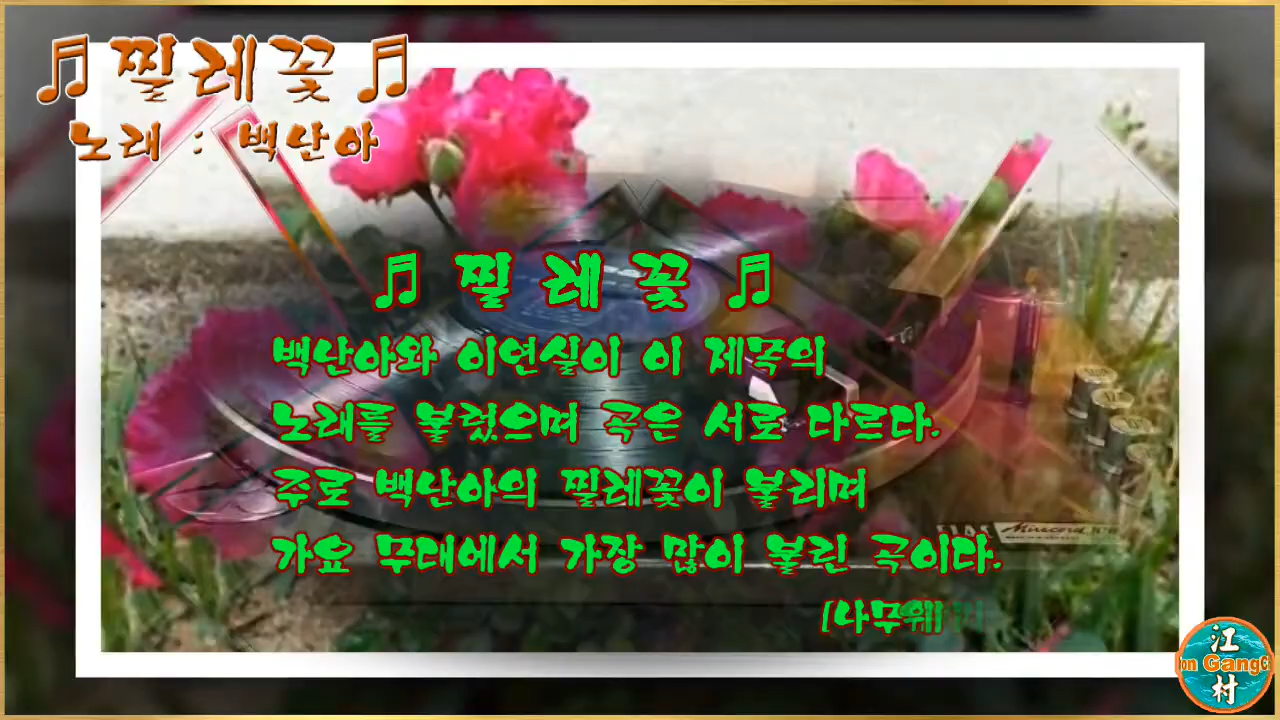 ♬찔레꽃♬
노래 : 백난아
♬ 찔 레 꽃 ♬
백난아와 이연실이 이 제목의
노래를 불렀으며 곡은 서로 다르다.
주로 백난아의 찔레꽃이 불리며
가요 무대에서 가장 많이 불린 곡이다.
[나무위
Mirecord
江
on GangC
村